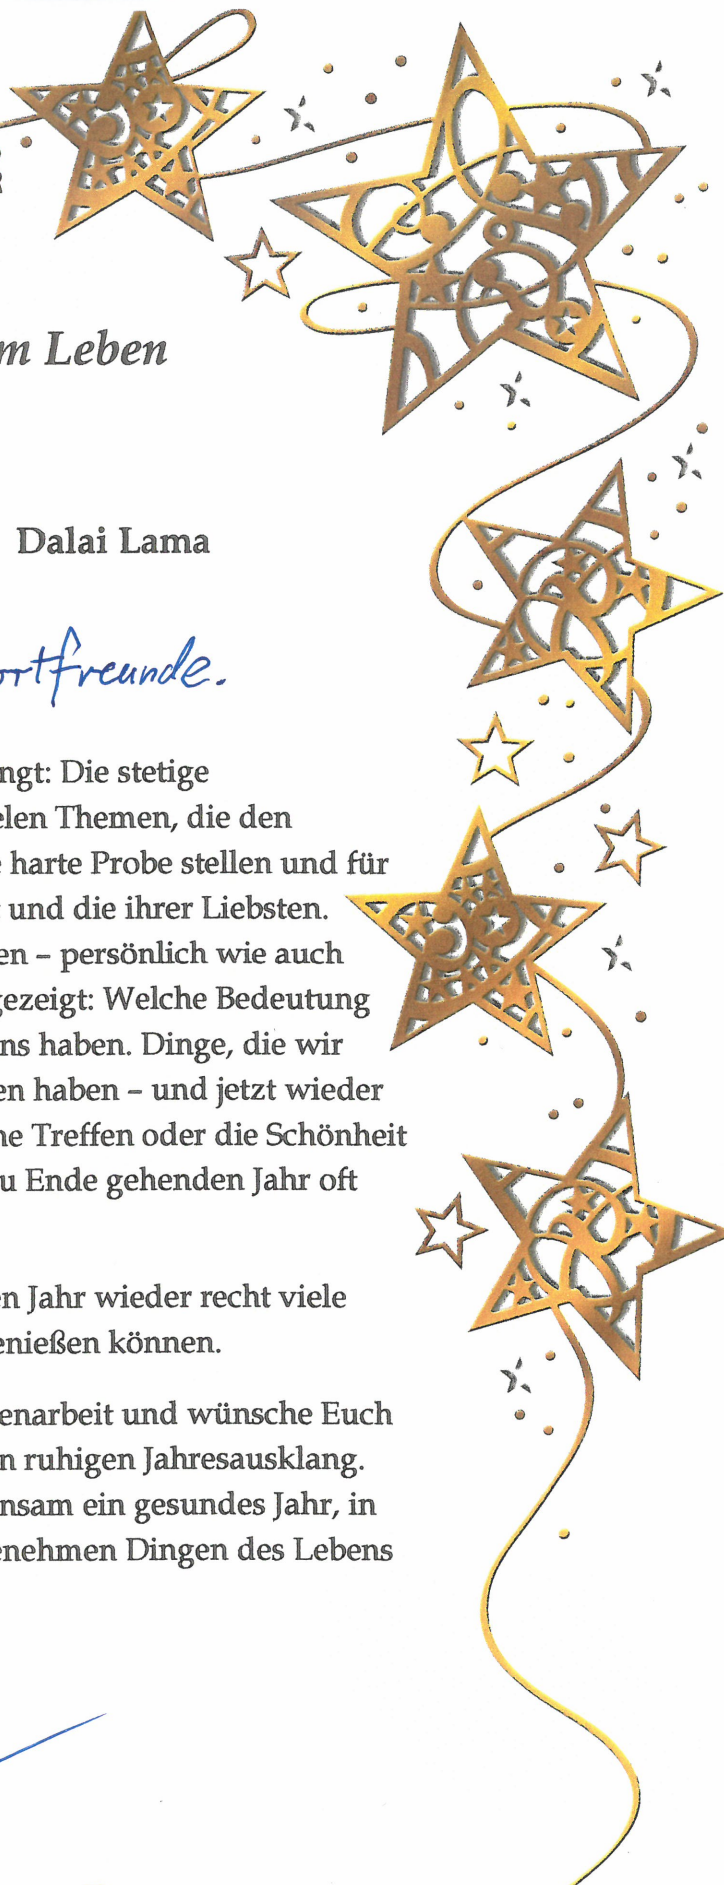 m Leben
Dalai Lama
ortfreunde.
ngt: Die stetige
elen Themen, die den
e harte Probe stellen und für
und die ihrer Liebsten.
en – persönlich wie auch
gezeigt: Welche Bedeutung
ns haben. Dinge, die wir
en haben – und jetzt wieder
he Treffen oder die Schönheit
u Ende gehenden Jahr oft
en Jahr wieder recht viele
enießen können.
enarbeit und wünsche Euch
n ruhigen Jahresausklang.
nsam ein gesundes Jahr, in
enehmen Dingen des Lebens